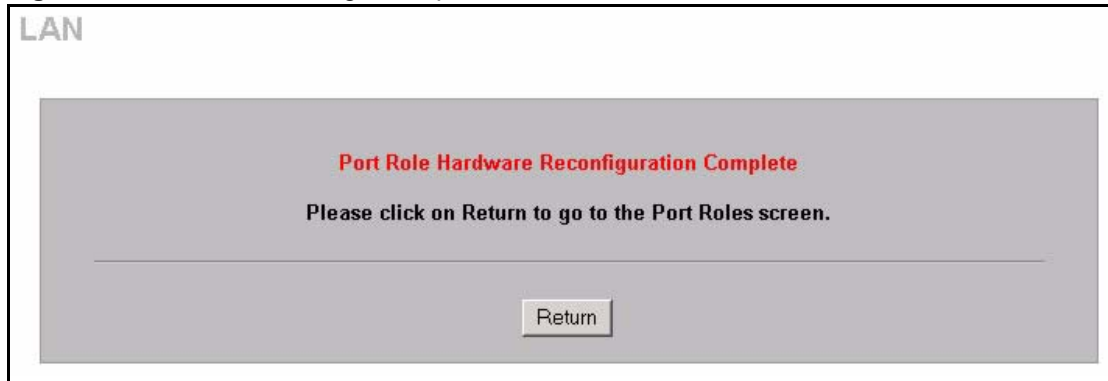 LAN
Port Role Hardware Reconfiguration Complete
Please click on Return to go to the Port Roles screen.
Return